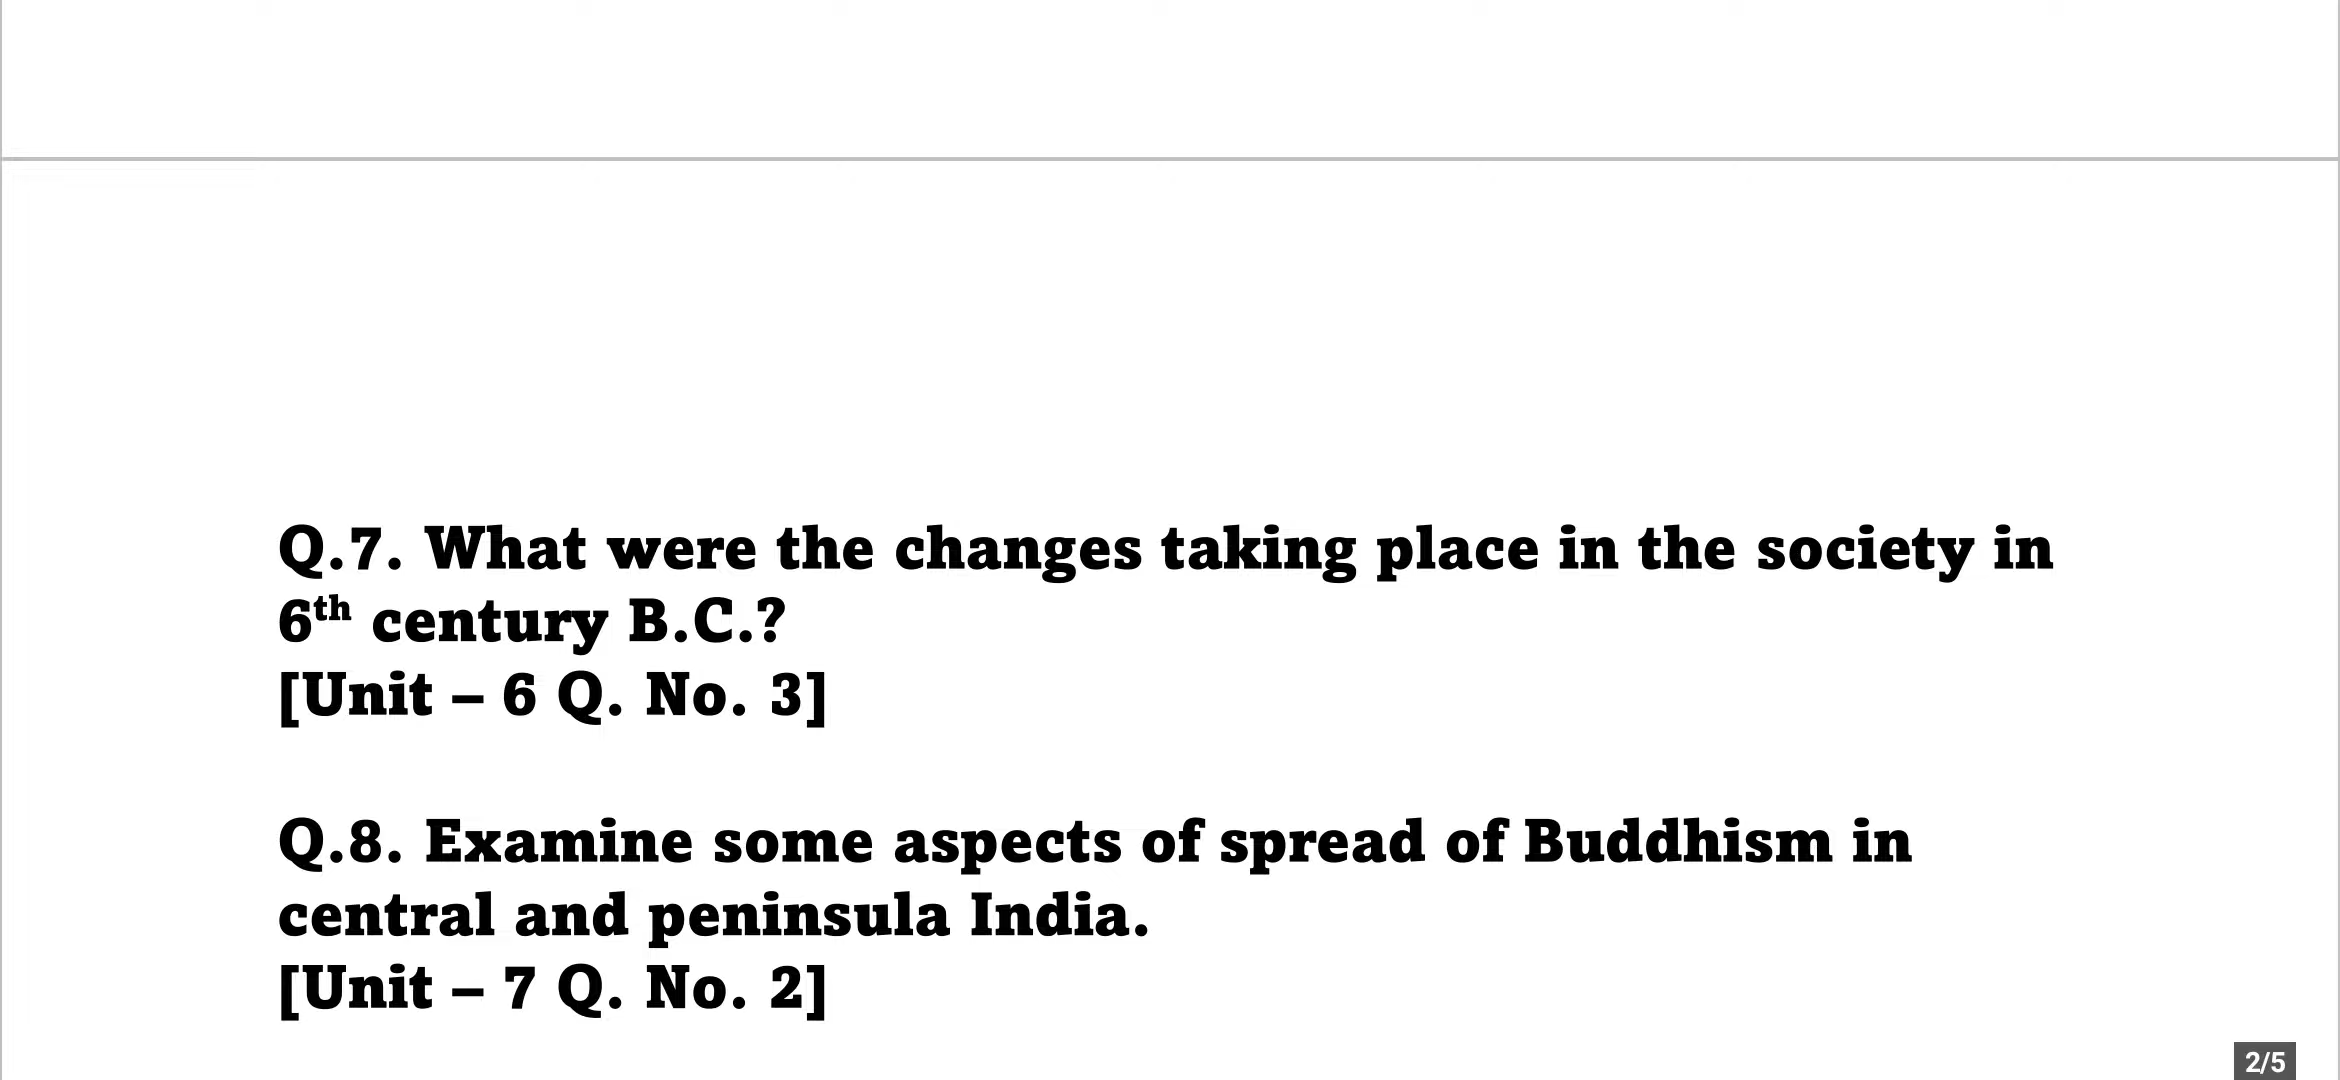 Q.7. What were the changes taking place in the society in
6th century B.C.?
[Unit – 6 Q. No. 3]
Q.8. Examine some aspects of spread of Buddhism in
central and peninsula India.
[Unit – 7 Q. No. 2]
2/5